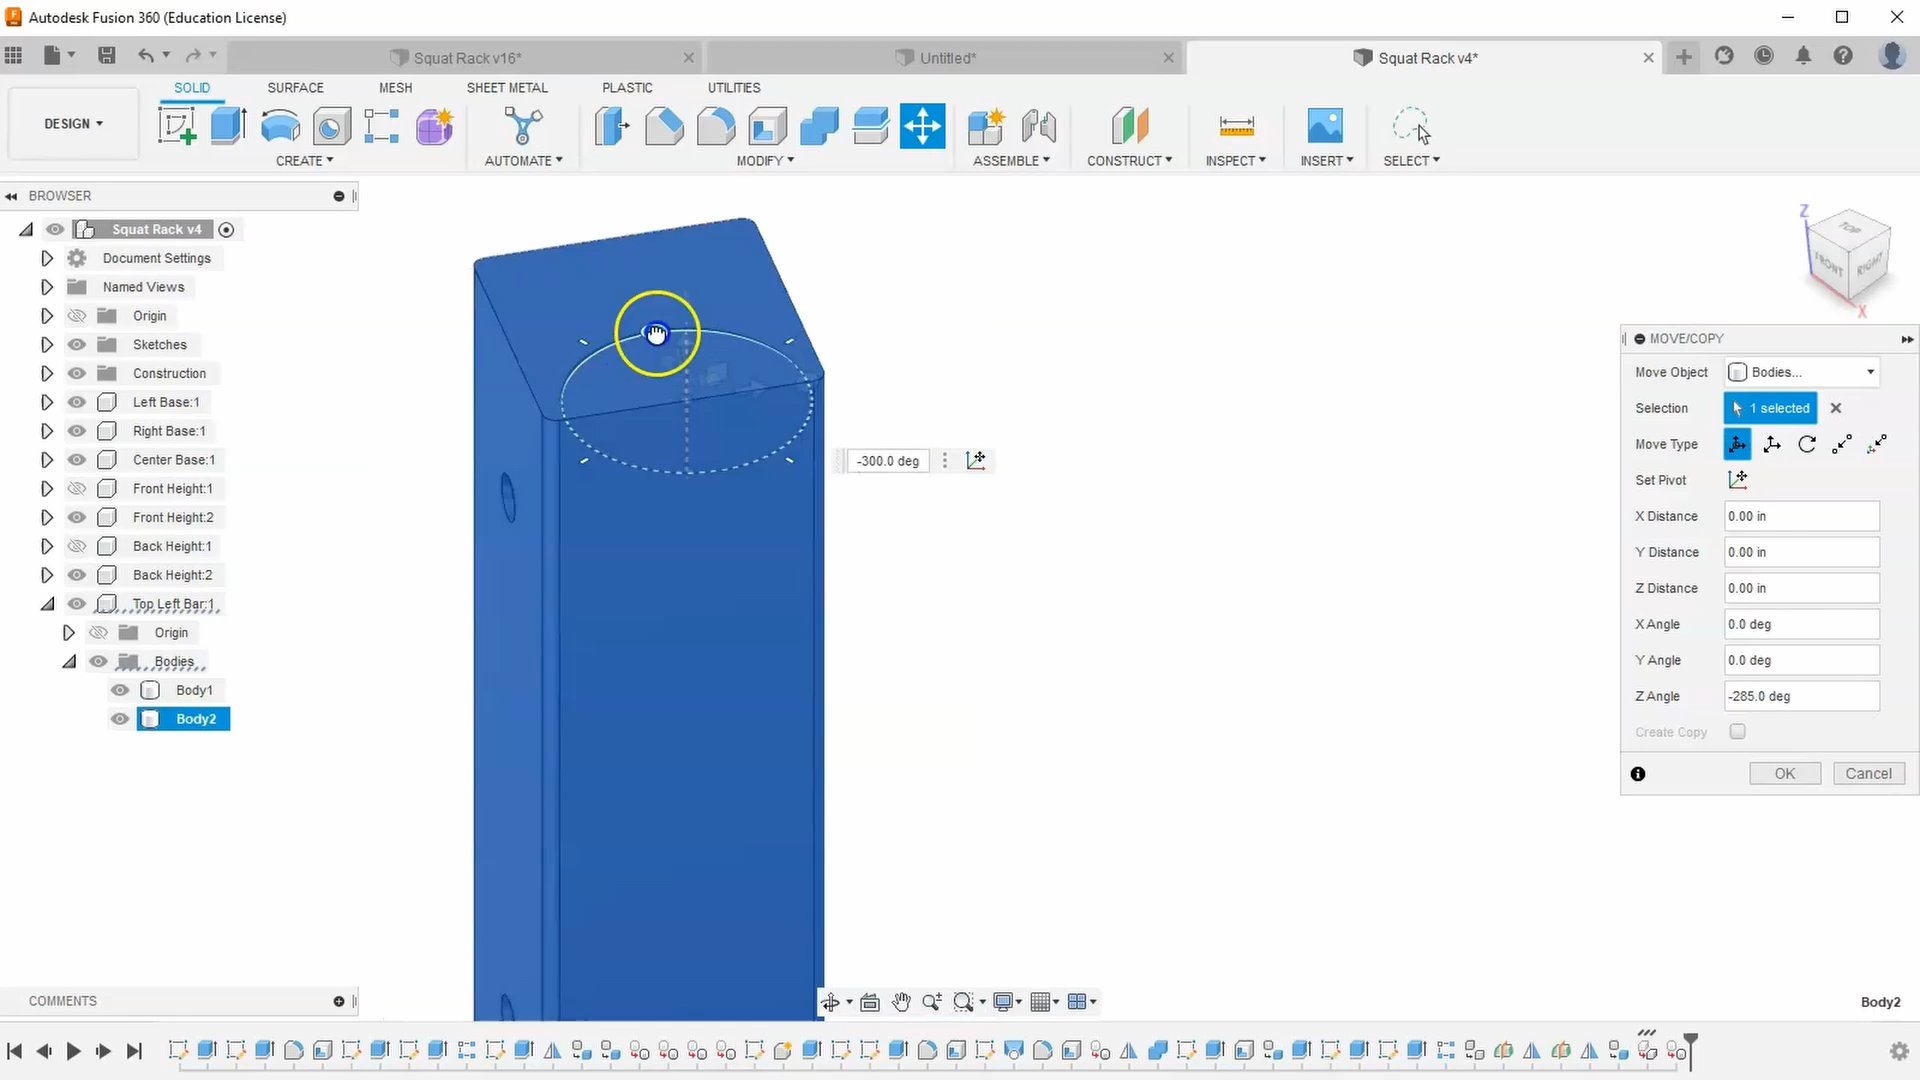 Autodesk Fusion 360 (Education License)
Squat Rack v16*
Untitled*
Squat Rack v4*
SOLID SURFACE MESH SHEET METAL PLASTIC UTILITIES
DESIGN
CREATE AUTOMATE MODIFY ASSEMBLE CONSTRUCT INSPECT INSERT SELECT
BROWSER
Squat Rack v4
Document Settings
Named Views
Origin
Sketches
Construction
Left Base:1
Right Base:1
Center Base:1
Front Height:1
Front Height:2
Back Height:1
Back Height:2
Top Left Bar:1
Origin
Bodies
Body1
Body2
-300.0 deg
Z
TOP
FRONT
RIGHT
X
MOVE/COPY
Move Object Bodies...
Selection 1 selected
Move Type
Set Pivot
X Distance 0.00 in
Y Distance 0.00 in
Z Distance 0.00 in
X Angle 0.0 deg
Y Angle 0.0 deg
Z Angle -285.0 deg
Create Copy
OK Cancel
COMMENTS
Body2